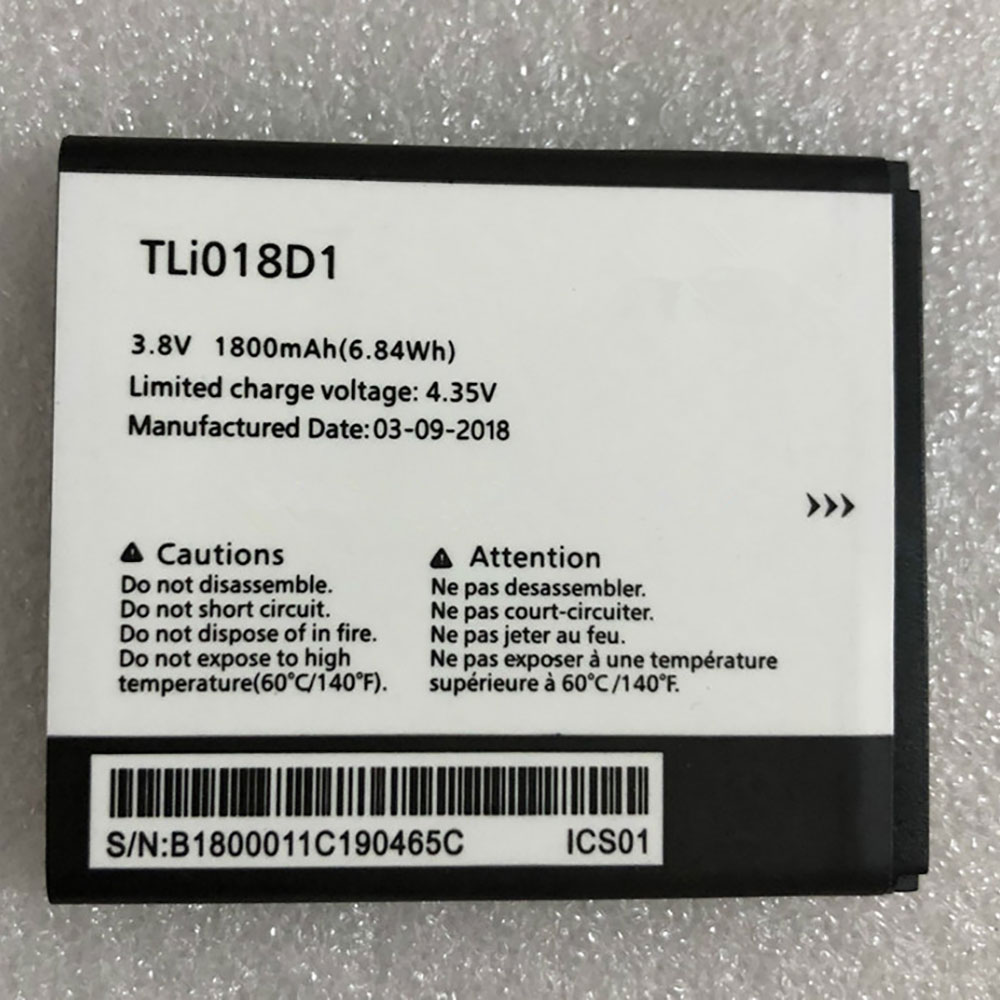 TLi018D1
3.8V 1800mAh(6.84Wh)
Limited charge voltage: 4.35V
Manufactured Date:03-09-2018
›››
Cautions
Do not disassemble.
Do not short circuit.
Do not dispose of in fire.
Do not expose to high
temperature(60°C/140°F).
Attention
Ne pas desassembler.
Ne pas court-circuiter.
Ne pas jeter au feu.
Ne pas exposer à une température
supérieure à 60°C/140°F.
S/N:B1800011C190465C ICS01